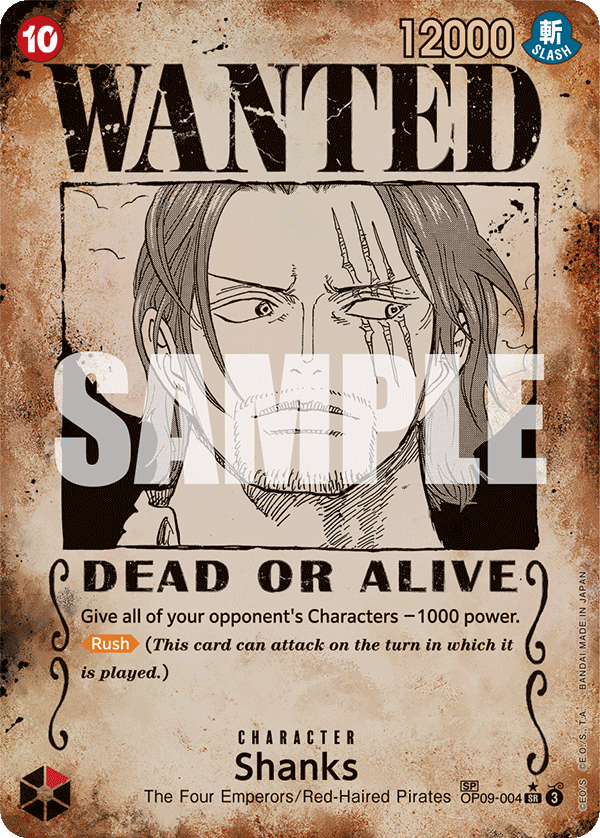 10
12000
斬
SLASH
WANTED
SAMPLE
DEAD OR ALIVE
Give all of your opponent's Characters −1000 power.
Rush (This card can attack on the turn in which it
is played.)
CHARACTER
Shanks
The Four Emperors/Red-Haired Pirates
SP
OP09-004 SR 3
©E.O./S ©E.O./S., T.A. BANDAI MADE IN JAPAN